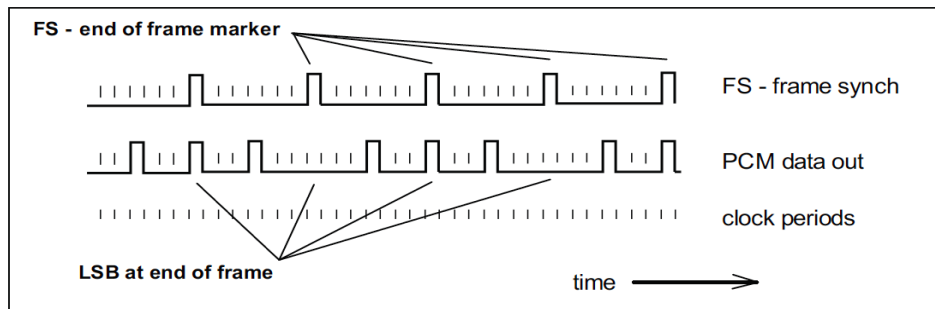 FS - end of frame marker
FS - frame synch
PCM data out
clock periods
LSB at end of frame
time